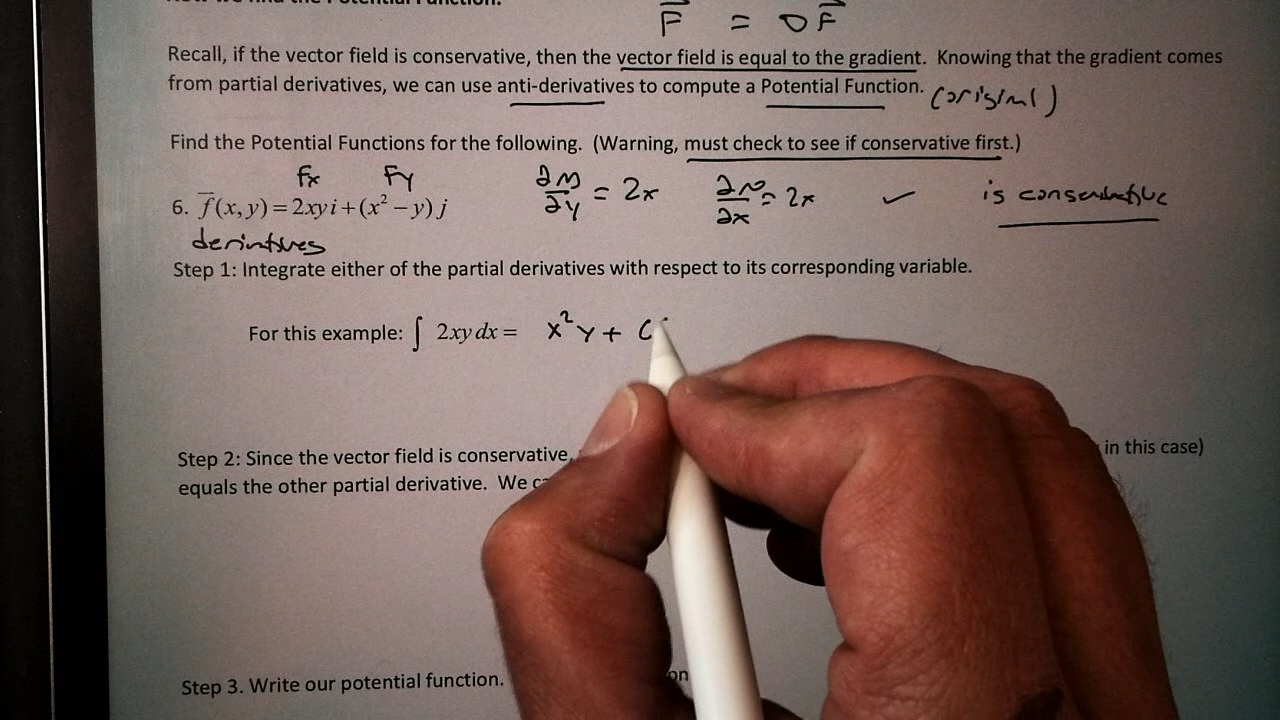 F = ∇F
Recall, if the vector field is conservative, then the vector field is equal to the gradient. Knowing that the gradient comes
from partial derivatives, we can use anti-derivatives to compute a Potential Function. (original)
Find the Potential Functions for the following. (Warning, must check to see if conservative first.)
Fx Fy
6. f(x, y) = 2xy i + (x² − y) j ∂M/∂y = 2x ∂N/∂x = 2x ✓ is conservative
derivatives
Step 1: Integrate either of the partial derivatives with respect to its corresponding variable.
For this example: ∫ 2xy dx = x²y + C
Step 2: Since the vector field is conservative, in this case)
equals the other partial derivative. We
Step 3. Write our potential function.